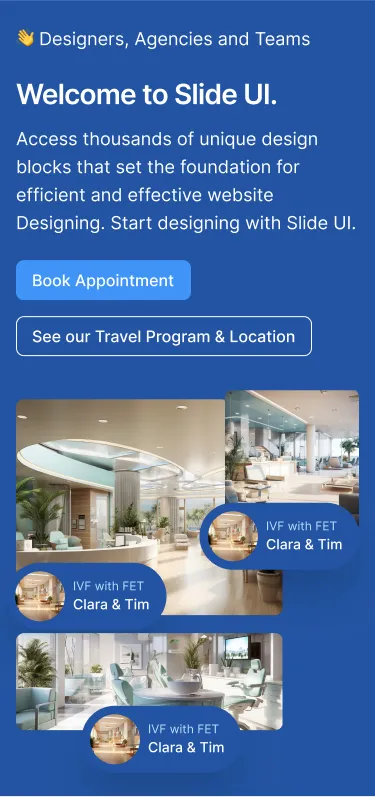 👋 Designers, Agencies and Teams
Welcome to Slide UI.
Access thousands of unique design
blocks that set the foundation for
efficient and effective website
Designing. Start designing with Slide UI.
Book Appointment
See our Travel Program & Location
IVF with FET
Clara & Tim
IVF with FET
Clara & Tim
IVF with FET
Clara & Tim